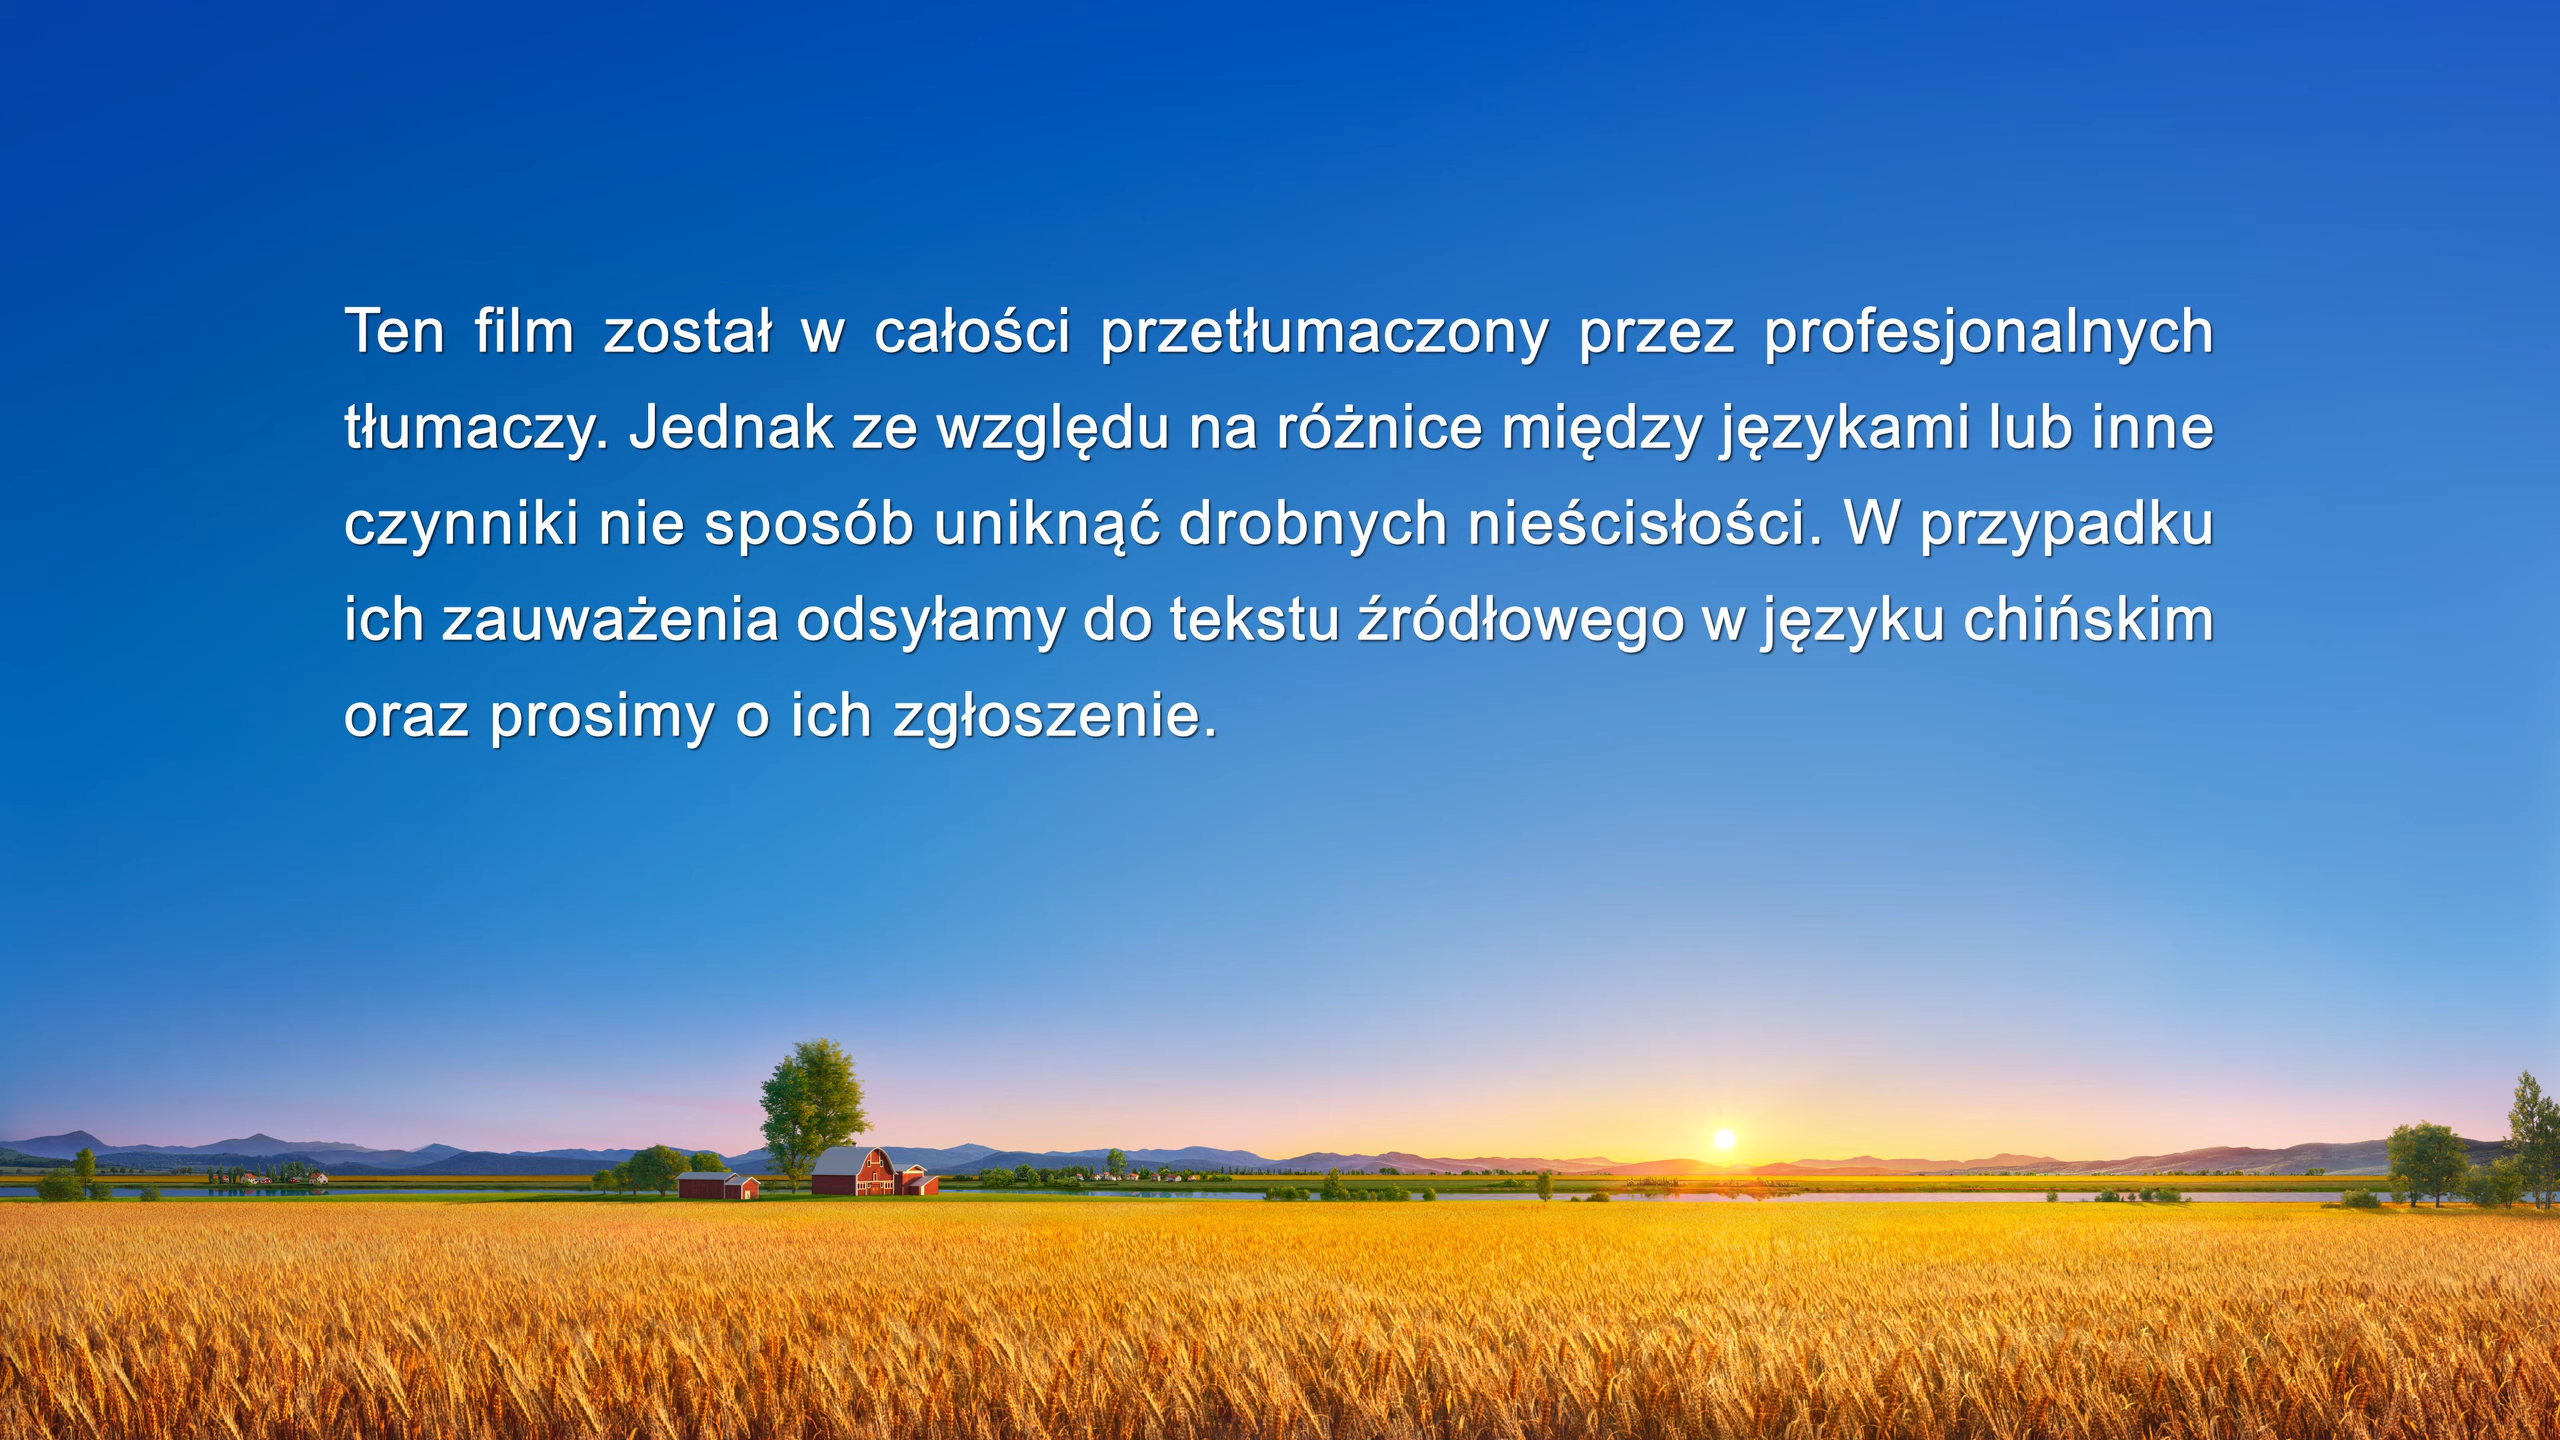 Ten film został w całości przetłumaczony przez profesjonalnych
tłumaczy. Jednak ze względu na różnice między językami lub inne
czynniki nie sposób uniknąć drobnych nieścisłości. W przypadku
ich zauważenia odsyłamy do tekstu źródłowego w języku chińskim
oraz prosimy o ich zgłoszenie.